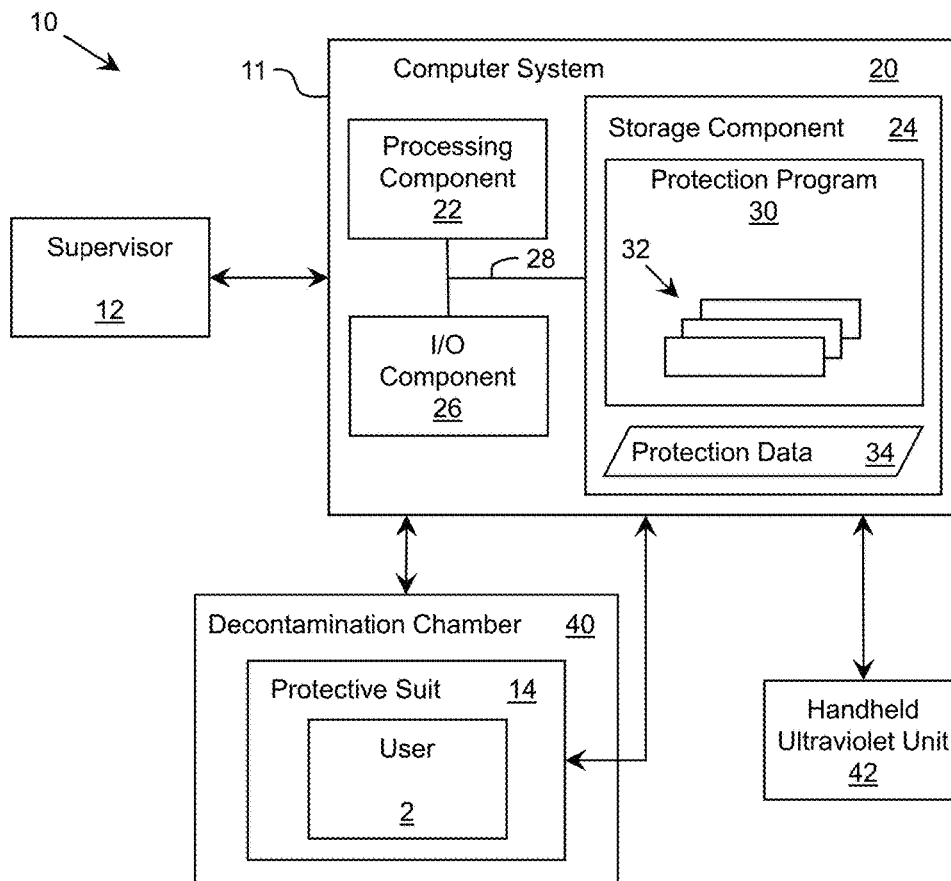 10
11
Computer System
20
Processing
Component
22
Storage Component
24
Protection Program
30
Supervisor
12
28
32
I/O
Component
26
Protection Data
34
Decontamination Chamber
40
Protective Suit
14
User
2
Handheld
Ultraviolet Unit
42